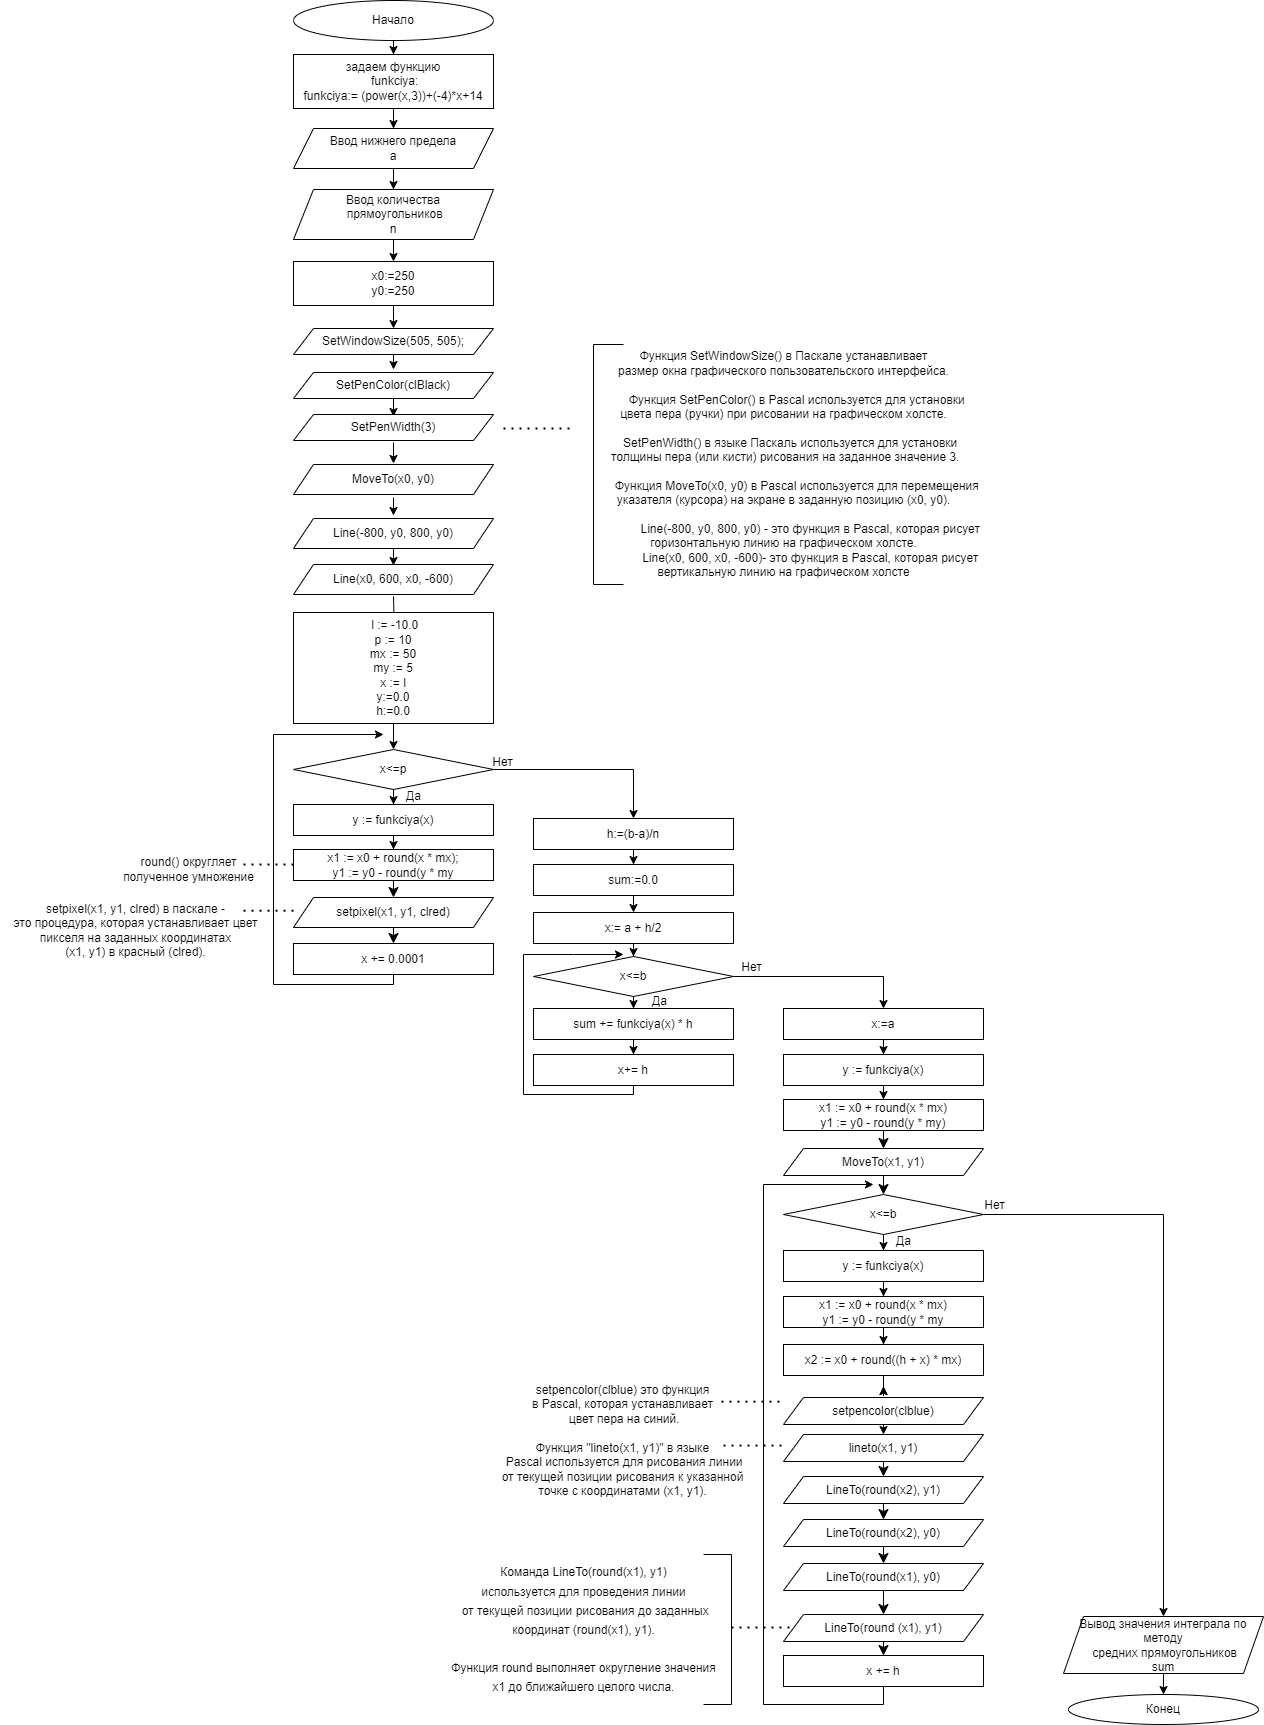 Начало
задаем функцию
funkciya:
funkciya:= (power(x,3))+(-4)*x+14
Ввод нижнего предела
a
Ввод количества
прямоугольников
n
x0:=250
y0:=250
SetWindowSize(505, 505);
SetPenColor(clBlack)
SetPenWidth(3)
MoveTo(x0, y0)
Line(-800, y0, 800, y0)
Line(x0, 600, x0, -600)
Функция SetWindowSize() в Паскале устанавливает
размер окна графического пользовательского интерфейса.
Функция SetPenColor() в Pascal используется для установки
цвета пера (ручки) при рисовании на графическом холсте.
SetPenWidth() в языке Паскаль используется для установки
толщины пера (или кисти) рисования на заданное значение 3.
Функция MoveTo(x0, y0) в Pascal используется для перемещения
указателя (курсора) на экране в заданную позицию (x0, y0).
Line(-800, y0, 800, y0) - это функция в Pascal, которая рисует
горизонтальную линию на графическом холсте.
Line(x0, 600, x0, -600)- это функция в Pascal, которая рисует
вертикальную линию на графическом холсте
l := -10.0
p := 10
mx := 50
my := 5
x := l
y:=0.0
h:=0.0
x<=p
Нет
Да
y := funkciya(x)
x1 := x0 + round(x * mx);
y1 := y0 - round(y * my
round() округляет
полученное умножение
setpixel(x1, y1, clred)
setpixel(x1, y1, clred) в паскале -
это процедура, которая устанавливает цвет
пикселя на заданных координатах
(x1, y1) в красный (clred).
x += 0.0001
h:=(b-a)/n
sum:=0.0
x:= a + h/2
x<=b
Нет
Да
sum += funkciya(x) * h
x+= h
x:=a
y := funkciya(x)
x1 := x0 + round(x * mx)
y1 := y0 - round(y * my)
MoveTo(x1, y1)
x<=b
Нет
Да
y := funkciya(x)
x1 := x0 + round(x * mx)
y1 := y0 - round(y * my
x2 := x0 + round((h + x) * mx)
setpencolor(clblue) это функция
в Pascal, которая устанавливает
цвет пера на синий.
setpencolor(clblue)
Функция "lineto(x1, y1)" в языке
Pascal используется для рисования линии
от текущей позиции рисования к указанной
точке с координатами (x1, y1).
lineto(x1, y1)
LineTo(round(x2), y1)
LineTo(round(x2), y0)
LineTo(round(x1), y0)
LineTo(round (x1), y1)
Команда LineTo(round(x1), y1)
используется для проведения линии
от текущей позиции рисования до заданных
координат (round(x1), y1).
Функция round выполняет округление значения
x1 до ближайшего целого числа.
x += h
Вывод значения интеграла по
методу
средних прямоугольников
sum
Конец